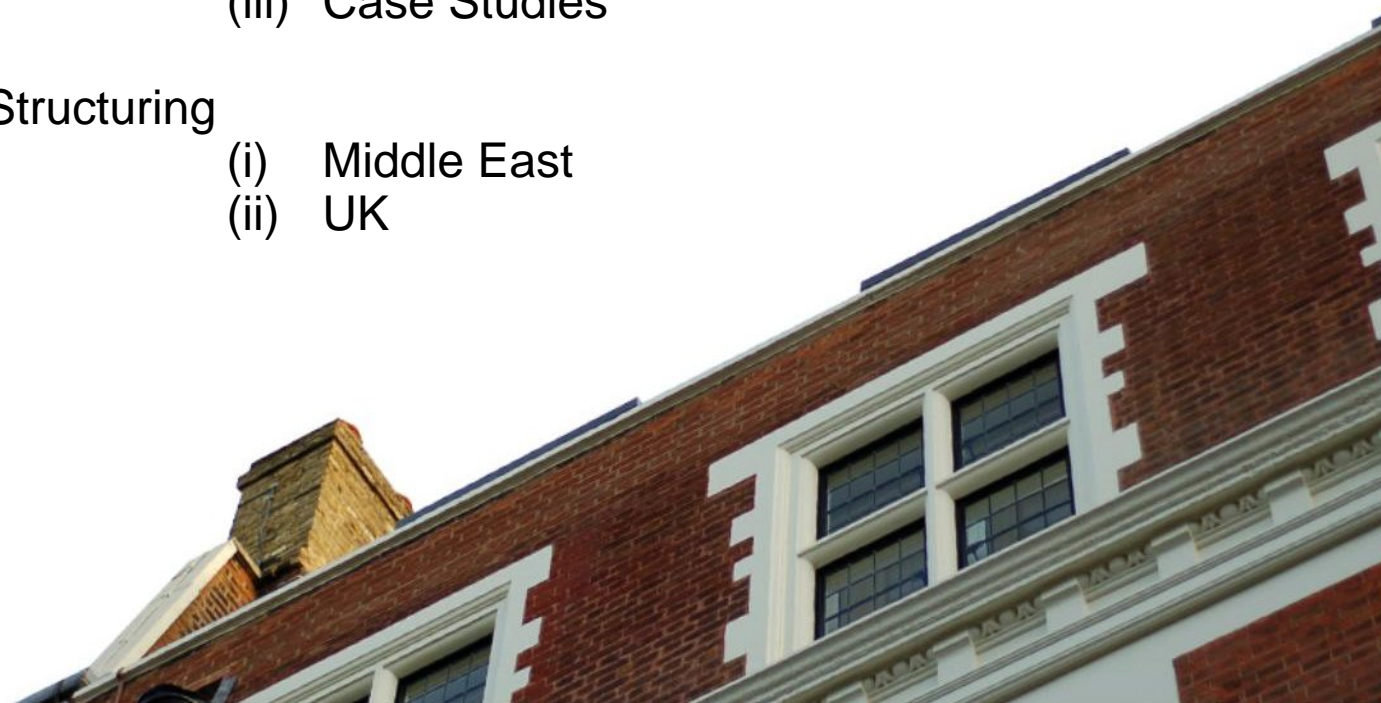 (iii) Case Studies
Structuring
(i) Middle East
(ii) UK